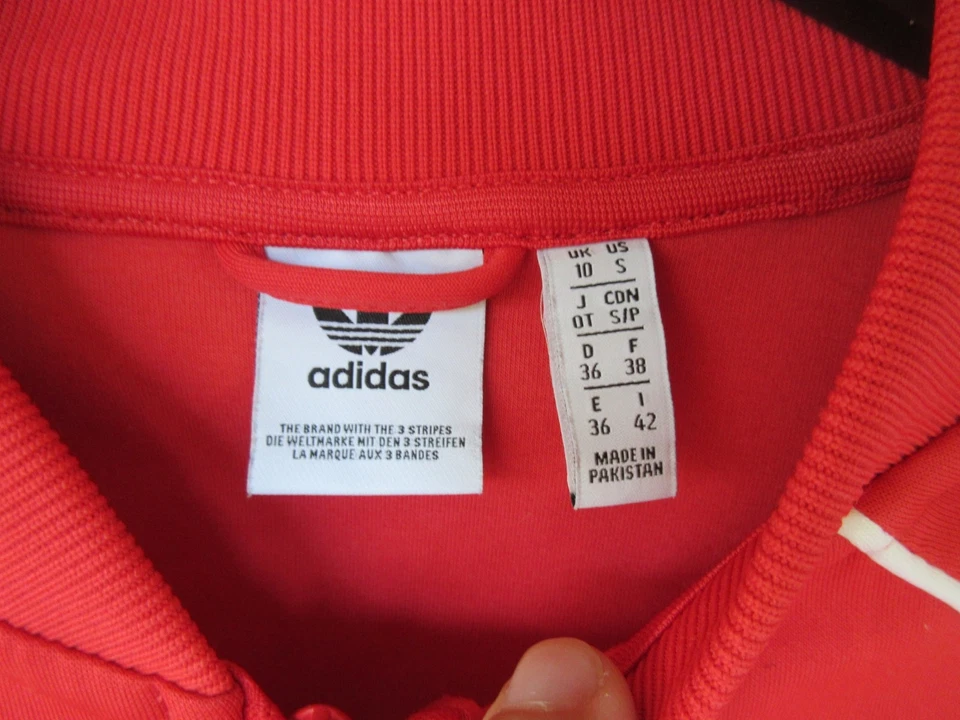 adidas
THE BRAND WITH THE 3 STRIPES
DIE WELTMARKE MIT DEN 3 STREIFEN
LA MARQUE AUX 3 BANDES
UK US
10 S
J CDN
OT S/P
D F
36 38
E I
36 42
MADE IN
PAKISTAN